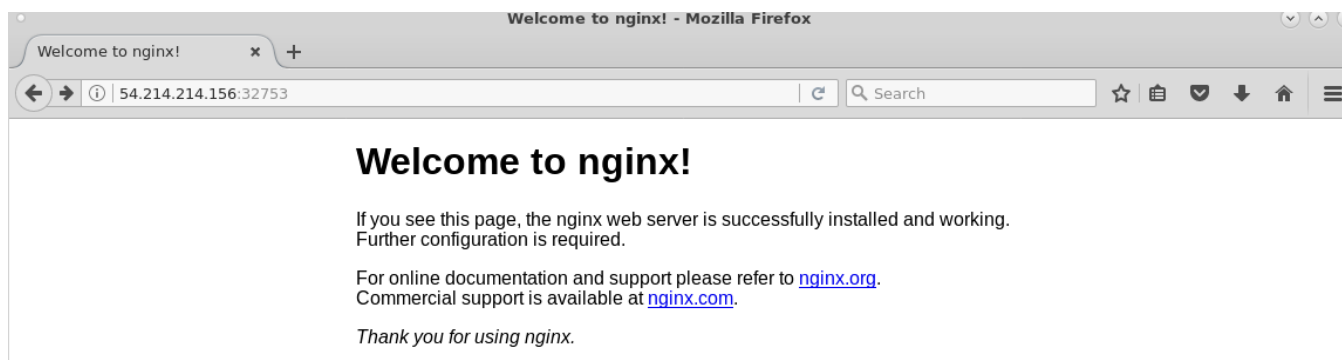 Welcome to nginx! - Mozilla Firefox
Welcome to nginx!
54.214.214.156:32753
Search
Welcome to nginx!
If you see this page, the nginx web server is successfully installed and working.
Further configuration is required.
For online documentation and support please refer to nginx.org.
Commercial support is available at nginx.com.
Thank you for using nginx.